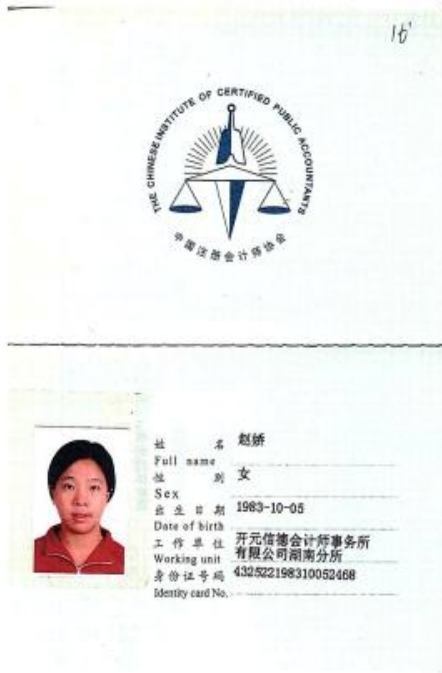 16'
THE CHINESE INSTITUTE OF CERTIFIED PUBLIC ACCOUNTANTS
中国注册会计师协会
姓 名 赵娇
Full name
性 别 女
Sex
出生日期 1983-10-05
Date of birth
工作单位 开元信德会计师事务所
有限公司湖南分所
Working unit
身份证号码 432522198310052468
Identity card No.